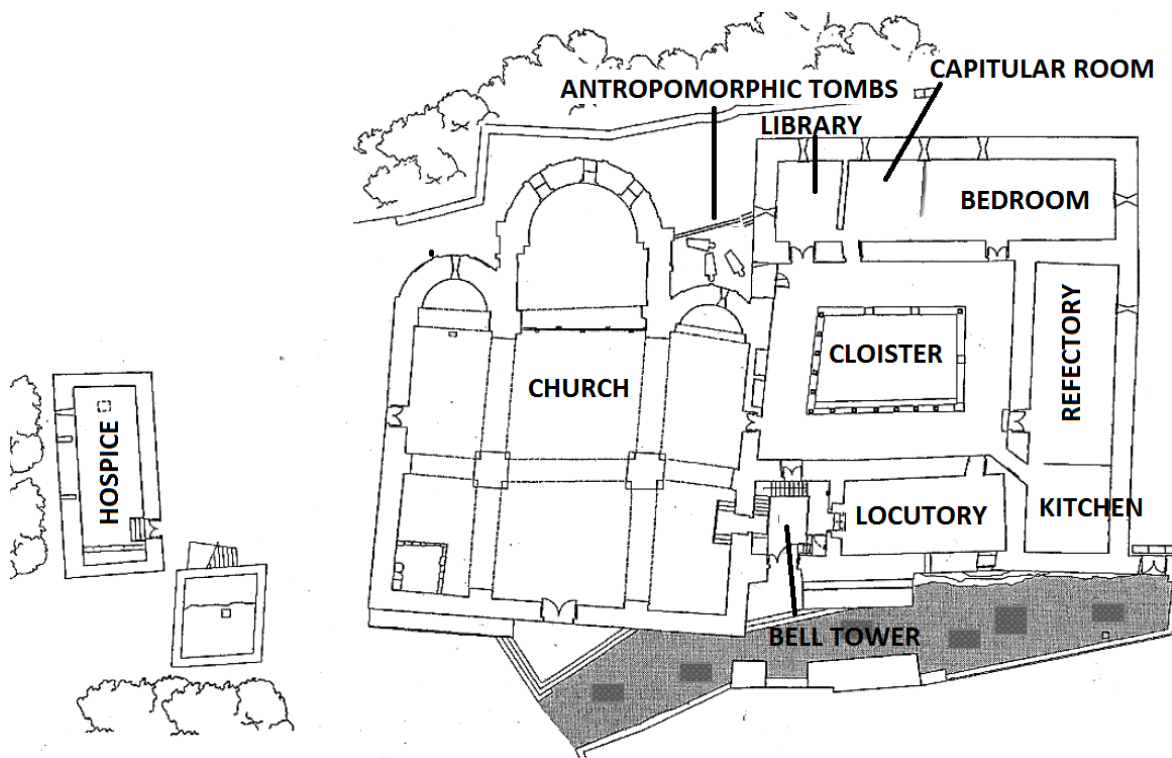 CAPITULAR ROOM
ANTROPOMORPHIC TOMBS
LIBRARY
BEDROOM
REFECTORY
CLOISTER
CHURCH
HOSPICE
LOCUTORY
KITCHEN
BELL TOWER